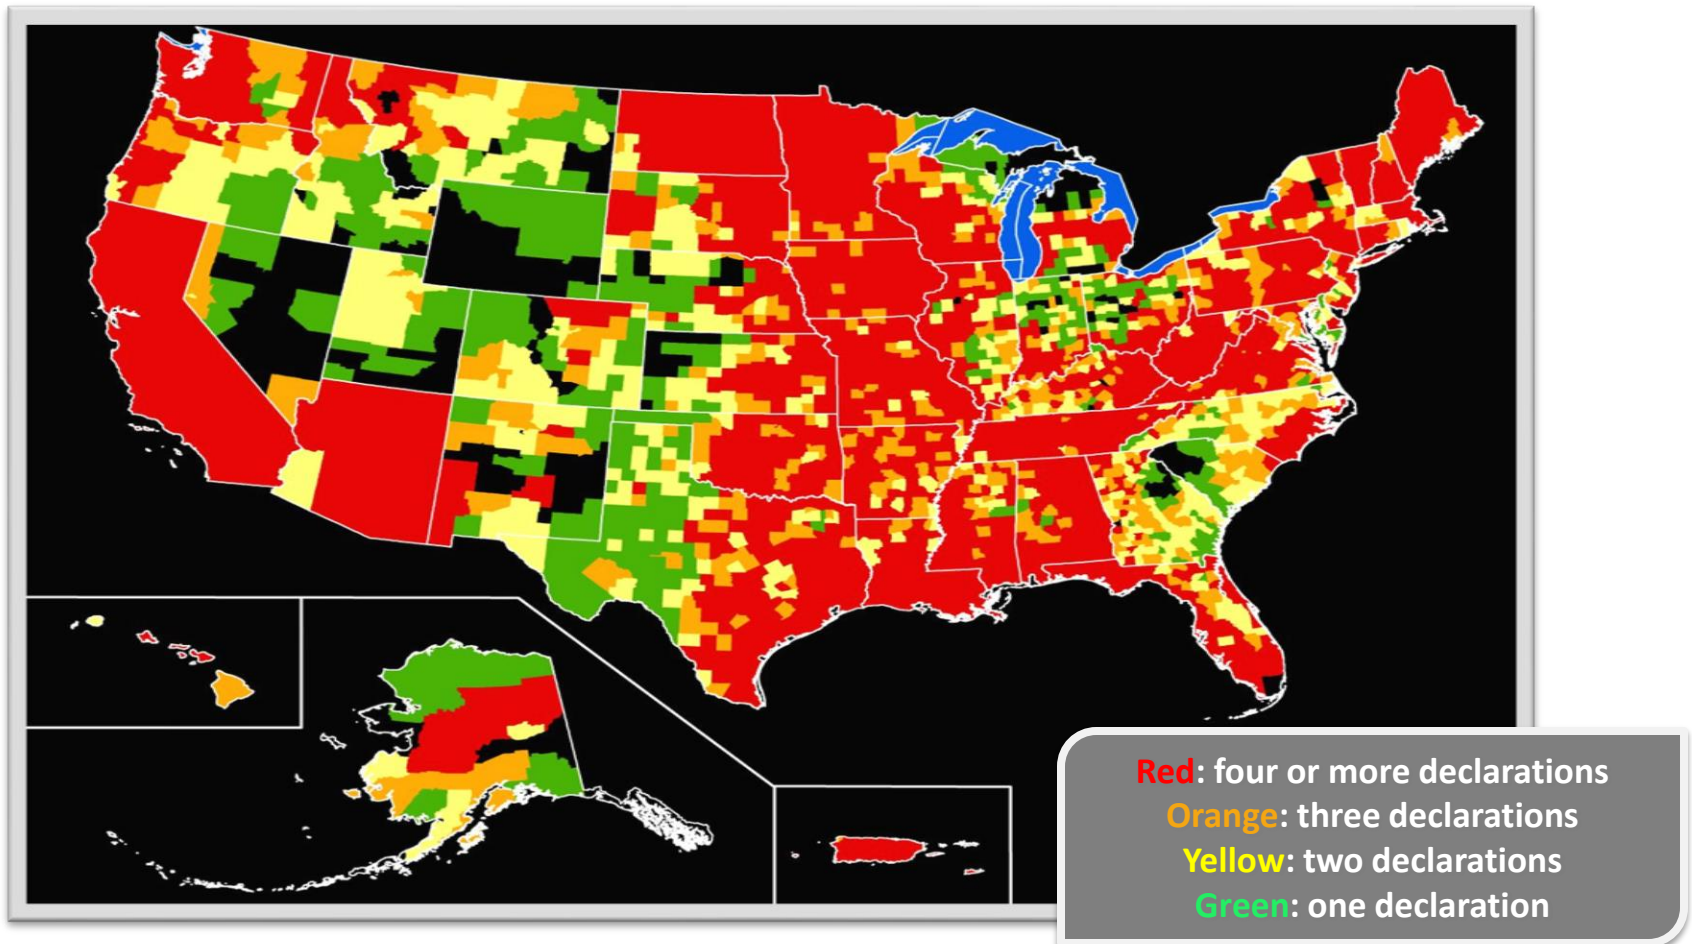 Red: four or more declarations
Orange: three declarations
Yellow: two declarations
Green: one declaration